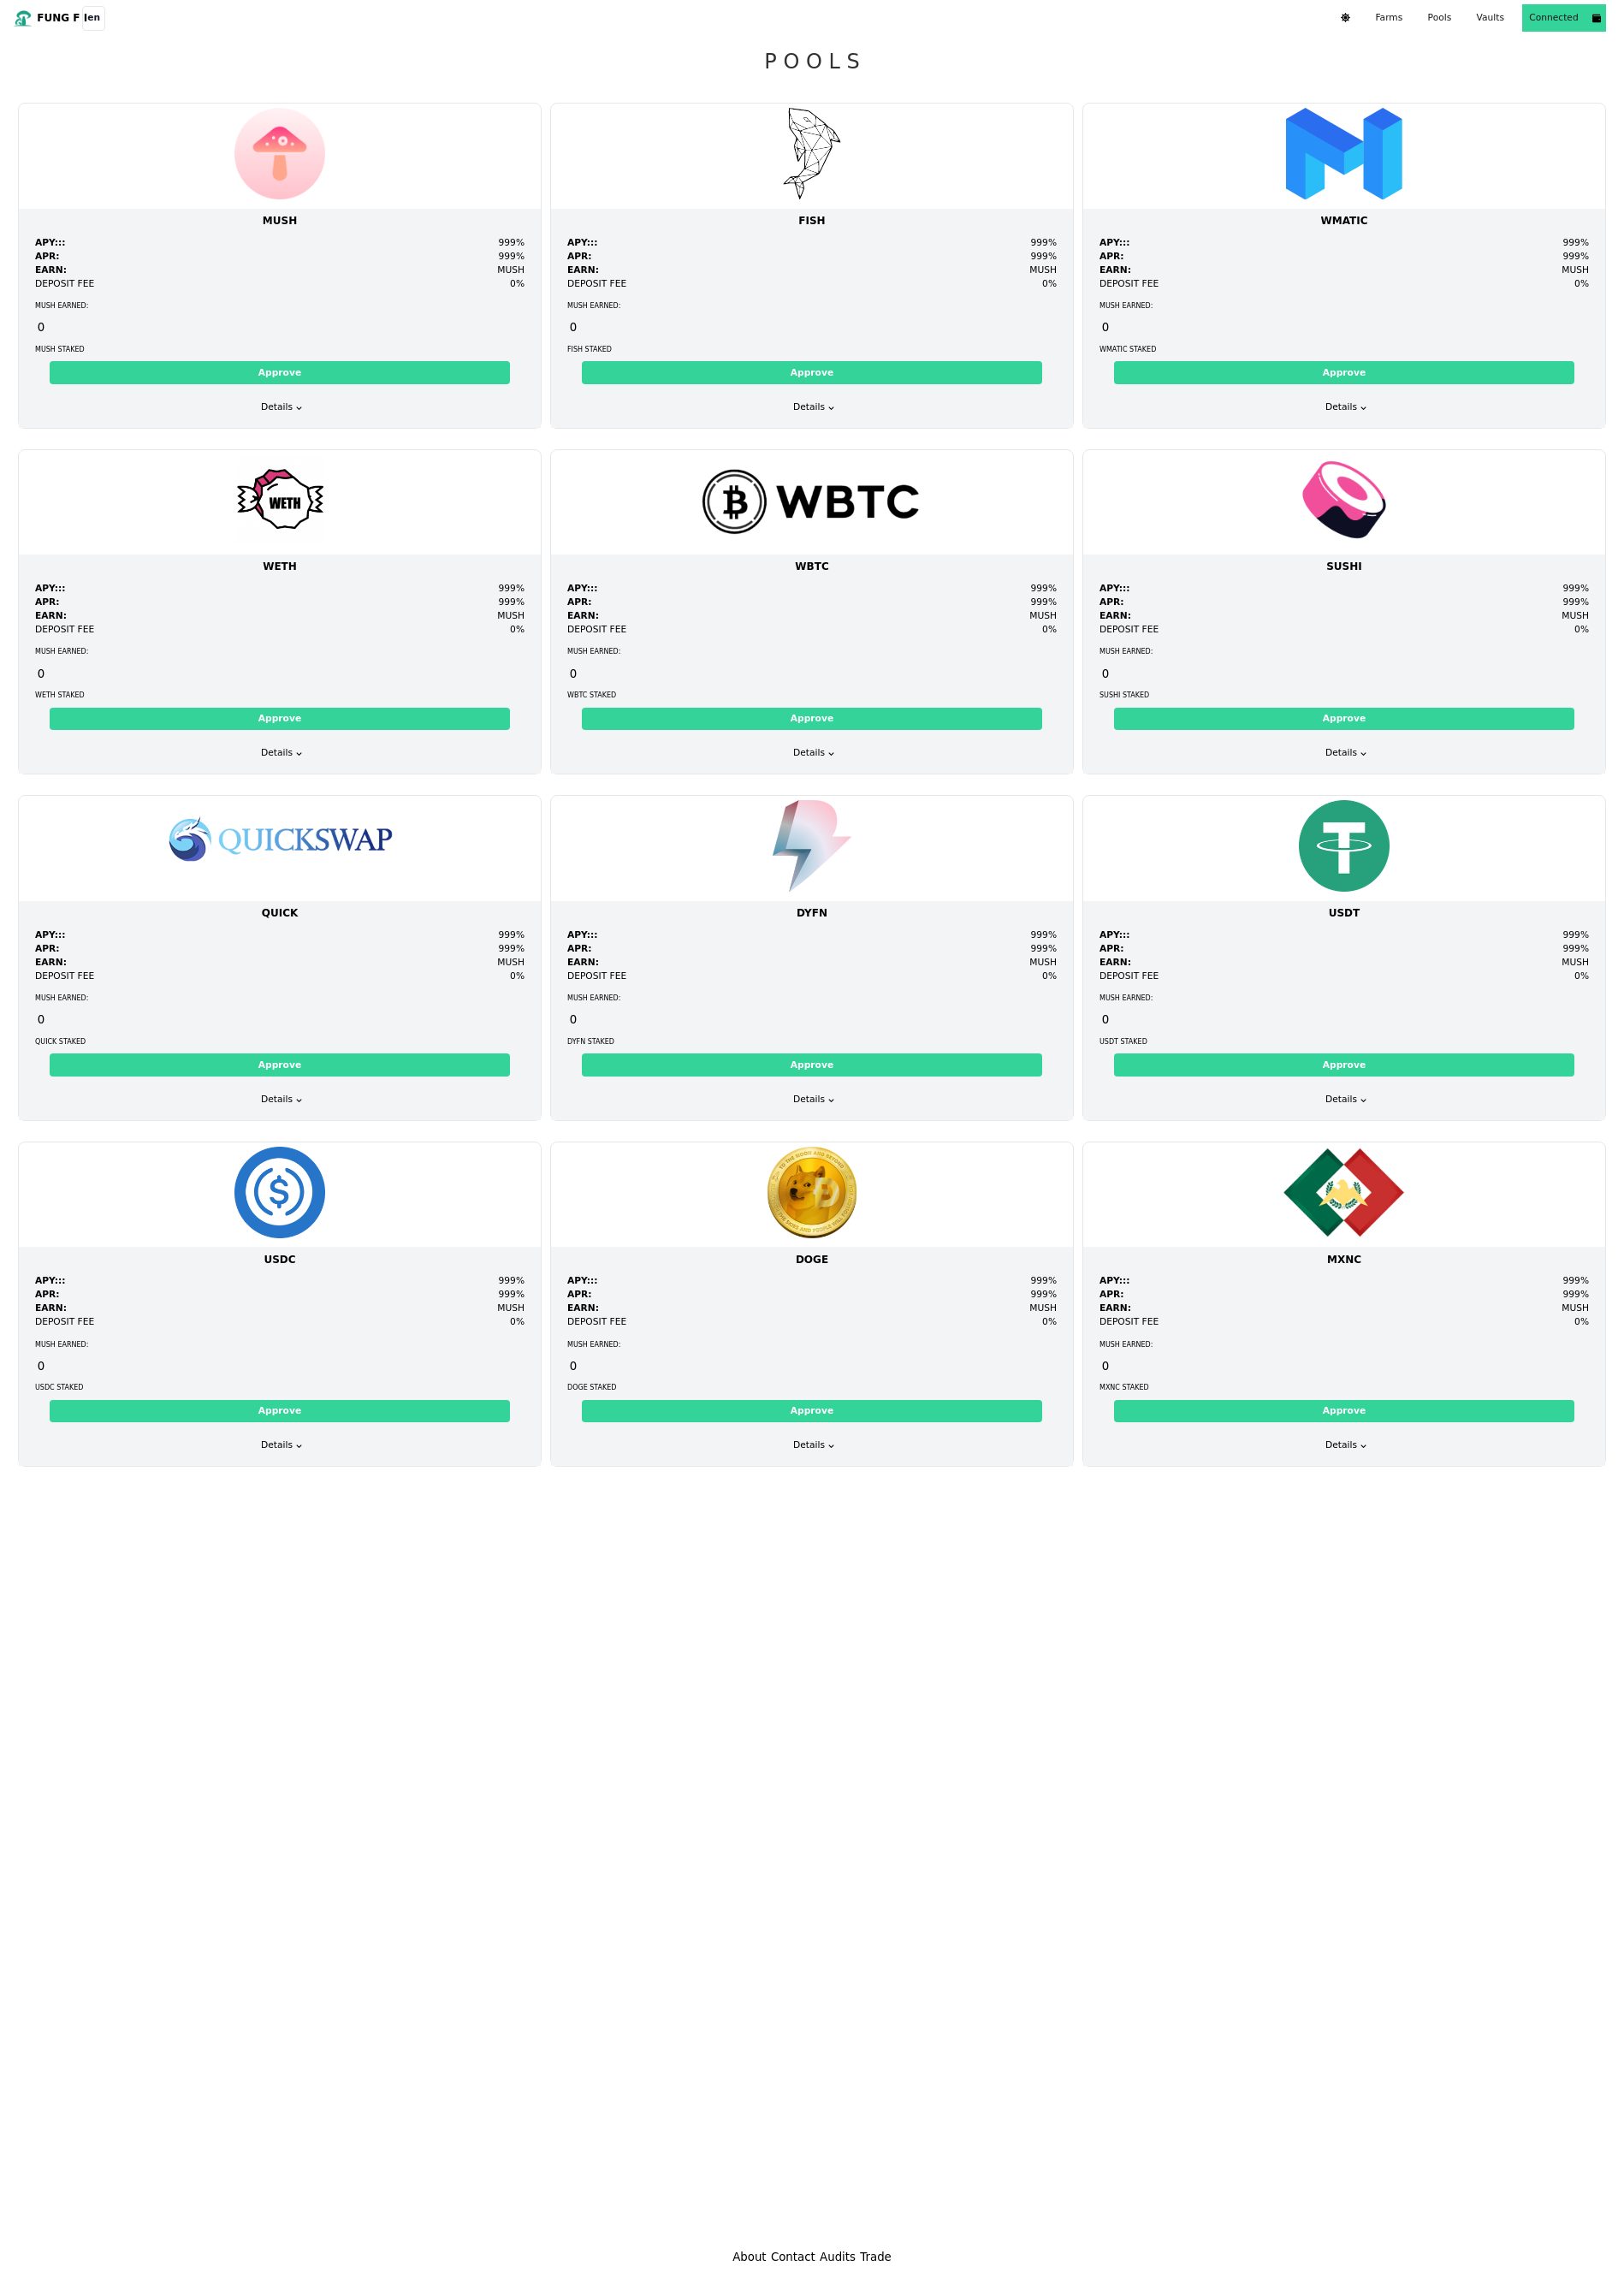 FUNG F en
Farms Pools Vaults Connected
POOLS
MUSH
APY::: 999%
APR: 999%
EARN: MUSH
DEPOSIT FEE 0%
MUSH EARNED:
0
MUSH STAKED
Approve
Details
FISH
APY::: 999%
APR: 999%
EARN: MUSH
DEPOSIT FEE 0%
MUSH EARNED:
0
FISH STAKED
Approve
Details
WMATIC
APY::: 999%
APR: 999%
EARN: MUSH
DEPOSIT FEE 0%
MUSH EARNED:
0
WMATIC STAKED
Approve
Details
WETH
WETH
APY::: 999%
APR: 999%
EARN: MUSH
DEPOSIT FEE 0%
MUSH EARNED:
0
WETH STAKED
Approve
Details
WBTC
WBTC
APY::: 999%
APR: 999%
EARN: MUSH
DEPOSIT FEE 0%
MUSH EARNED:
0
WBTC STAKED
Approve
Details
SUSHI
APY::: 999%
APR: 999%
EARN: MUSH
DEPOSIT FEE 0%
MUSH EARNED:
0
SUSHI STAKED
Approve
Details
QUICKSWAP
QUICK
APY::: 999%
APR: 999%
EARN: MUSH
DEPOSIT FEE 0%
MUSH EARNED:
0
QUICK STAKED
Approve
Details
DYFN
APY::: 999%
APR: 999%
EARN: MUSH
DEPOSIT FEE 0%
MUSH EARNED:
0
DYFN STAKED
Approve
Details
USDT
APY::: 999%
APR: 999%
EARN: MUSH
DEPOSIT FEE 0%
MUSH EARNED:
0
USDT STAKED
Approve
Details
USDC
APY::: 999%
APR: 999%
EARN: MUSH
DEPOSIT FEE 0%
MUSH EARNED:
0
USDC STAKED
Approve
Details
DOGE
APY::: 999%
APR: 999%
EARN: MUSH
DEPOSIT FEE 0%
MUSH EARNED:
0
DOGE STAKED
Approve
Details
MXNC
APY::: 999%
APR: 999%
EARN: MUSH
DEPOSIT FEE 0%
MUSH EARNED:
0
MXNC STAKED
Approve
Details
About Contact Audits Trade